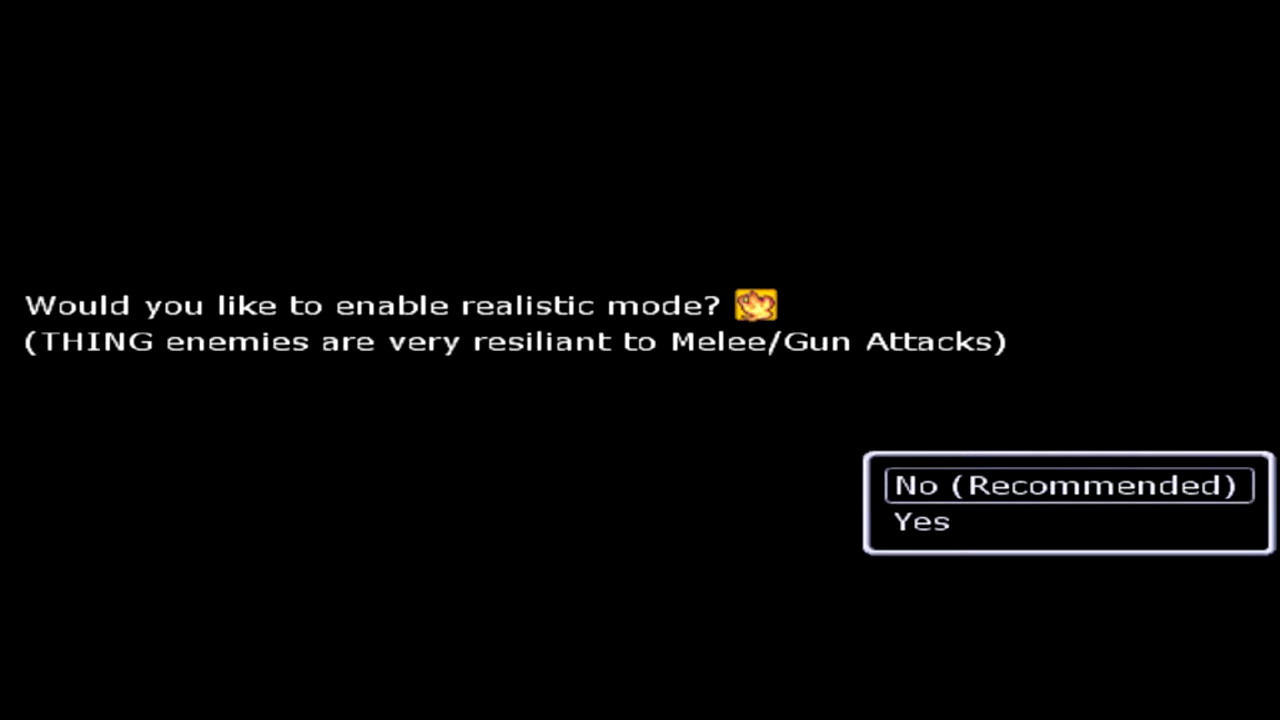 Would you like to enable realistic mode?
(THING enemies are very resiliant to Melee/Gun Attacks)
No (Recommended)
Yes